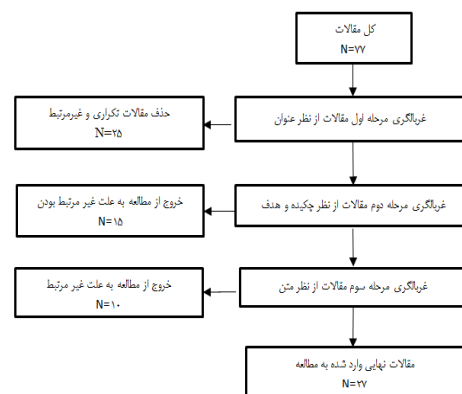 کل مقالات
N=۷۷
غربالگری مرحله اول مقالات از نظر عنوان
حذف مقالات تکراری و غیرمرتبط
N=۲۵
غربالگری مرحله دوم مقالات از نظر چکیده و هدف
خروج از مطالعه به علت غیر مرتبط بودن
N=۱۵
غربالگری مرحله سوم مقالات از نظر متن
خروج از مطالعه به علت غیر مرتبط
N=۱۰
مقالات نهایی وارد شده به مطالعه
N=۲۷